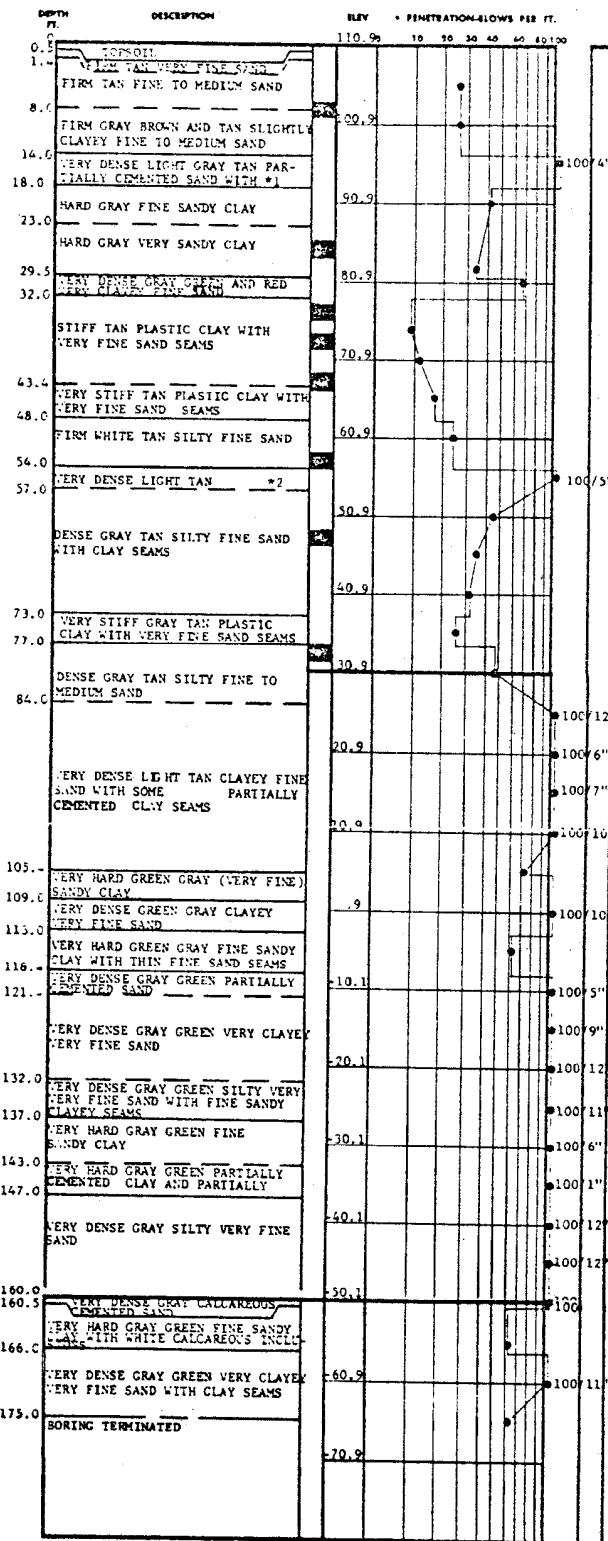 DEPTH FT. DESCRIPTION ELEV • PENETRATION-BLOWS PER FT.
0 110.9 0 10 20 30 40 60 80 100
0.5 TOPSOIL
1.4 FIRM TAN VERY FINE SAND
FIRM TAN FINE TO MEDIUM SAND
8.0
100.9
FIRM GRAY BROWN AND TAN SLIGHTLY
CLAYEY FINE TO MEDIUM SAND
14.0
VERY DENSE LIGHT GRAY TAN PAR-
TIALLY CEMENTED SAND WITH *1
100/4"
18.0
HARD GRAY FINE SANDY CLAY
90.9
23.0
HARD GRAY VERY SANDY CLAY
29.5
VERY DENSE GRAY GREEN AND RED
VERY CLAYEY FINE SAND
80.9
32.0
STIFF TAN PLASTIC CLAY WITH
VERY FINE SAND SEAMS
70.9
43.4
VERY STIFF TAN PLASTIC CLAY WITH
VERY FINE SAND SEAMS
48.0
FIRM WHITE TAN SILTY FINE SAND
60.9
54.0
VERY DENSE LIGHT TAN *2
100/5"
57.0
50.9
DENSE GRAY TAN SILTY FINE SAND
WITH CLAY SEAMS
40.9
73.0
VERY STIFF GRAY TAN PLASTIC
CLAY WITH VERY FINE SAND SEAMS
77.0
30.9
DENSE GRAY TAN SILTY FINE TO
MEDIUM SAND
84.0
100/12
20.9 100/6"
VERY DENSE LIGHT TAN CLAYEY FINE
SAND WITH SOME PARTIALLY
CEMENTED CLAY SEAMS
100/7"
100/10
105.
VERY HARD GREEN GRAY (VERY FINE)
SANDY CLAY
109.0
VERY DENSE GREEN GRAY CLAYEY
VERY FINE SAND
.9 100/10
113.0
VERY HARD GREEN GRAY FINE SANDY
CLAY WITH THIN FINE SAND SEAMS
116.
VERY DENSE GRAY GREEN PARTIALLY
CEMENTED SAND
-10.1 100/5"
121.
VERY DENSE GRAY GREEN VERY CLAYEY
VERY FINE SAND
100/9"
-20.1 100/12
132.0
VERY DENSE GRAY GREEN SILTY VERY
VERY FINE SAND WITH FINE SANDY
CLAYEY SEAMS
100/11"
137.0
VERY HARD GRAY GREEN FINE
SANDY CLAY
-30.1 100/6"
143.0
VERY HARD GRAY GREEN PARTIALLY
CEMENTED CLAY AND PARTIALLY
100/1"
147.0
VERY DENSE GRAY SILTY VERY FINE
SAND
-40.1 100/12"
100/12"
160.0 -50.1 100
160.5 VERY DENSE GRAY CALCAREOUS
CEMENTED SAND
VERY HARD GRAY GREEN FINE SANDY
CLAY WITH WHITE CALCAREOUS INCLU-
166.0
VERY DENSE GRAY GREEN VERY CLAYEY
VERY FINE SAND WITH CLAY SEAMS
-60.9 100/11"
175.0
BORING TERMINATED
-70.9